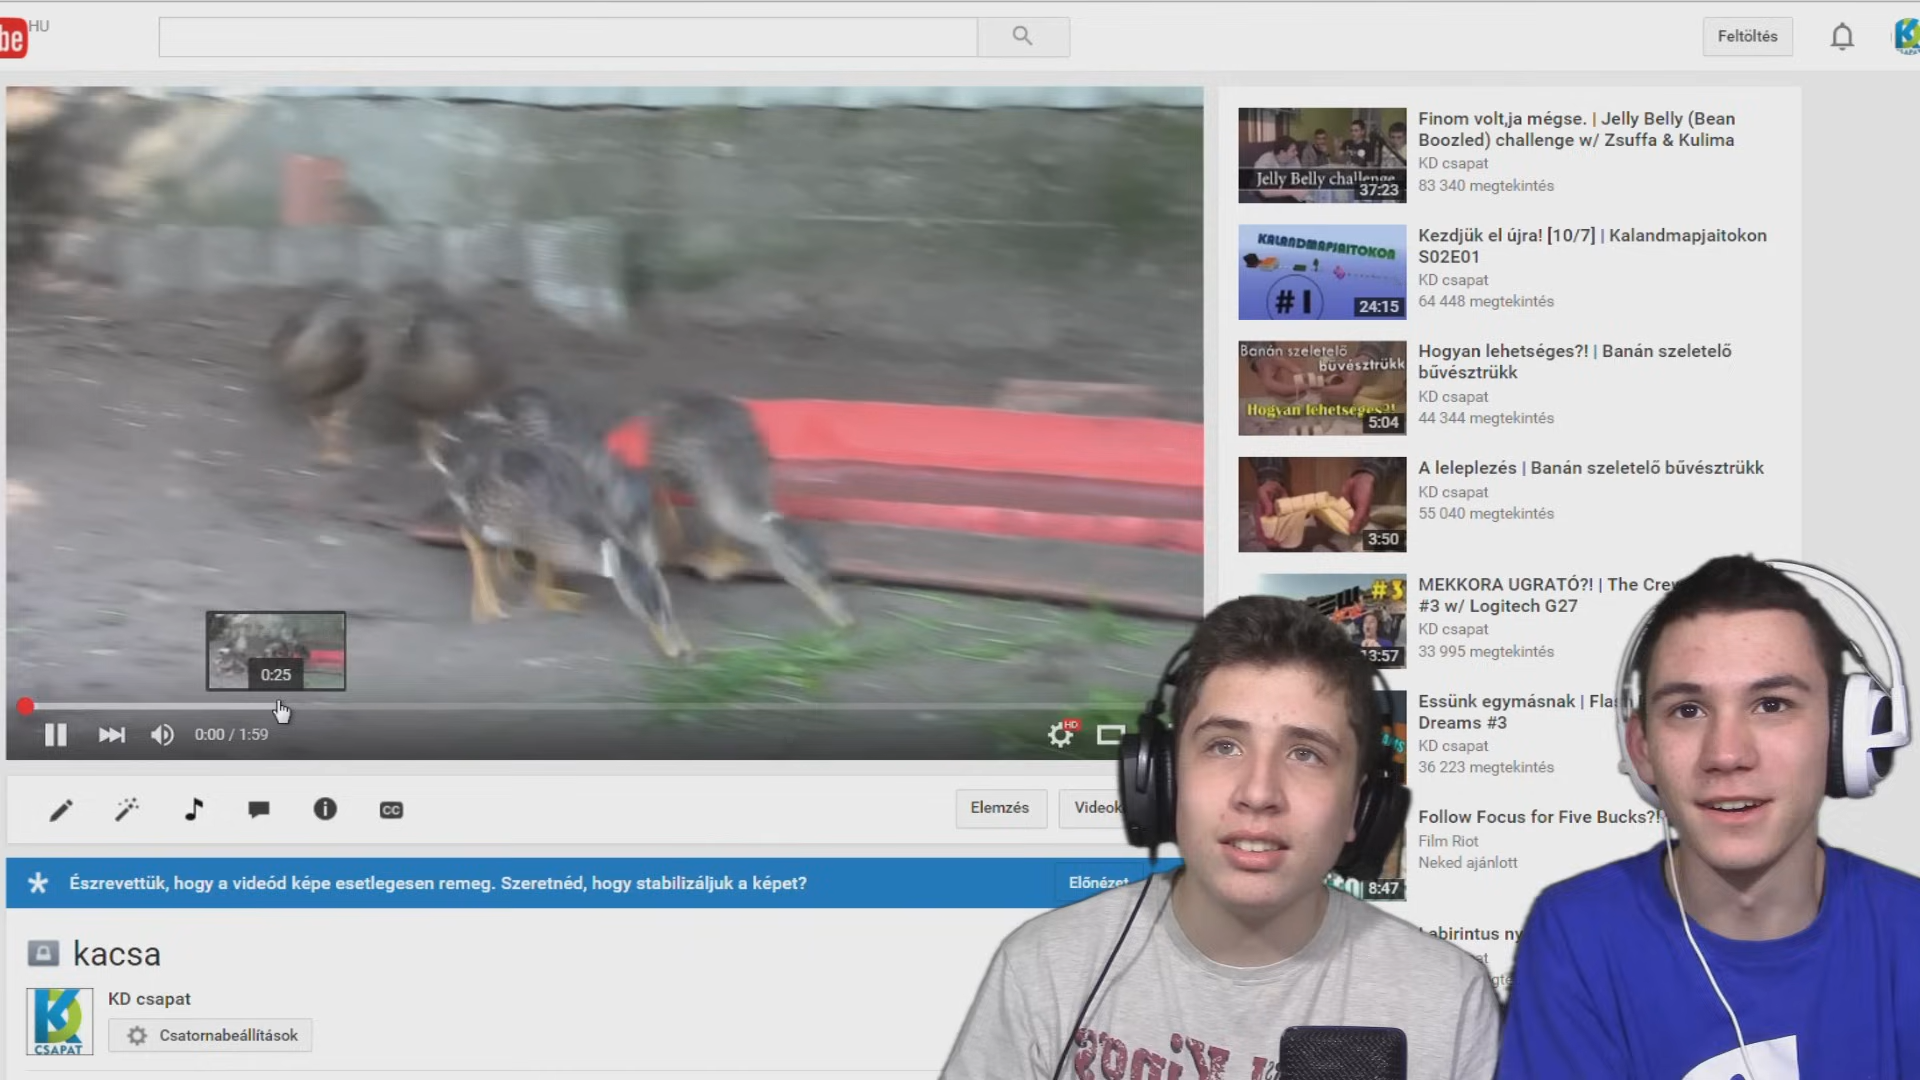 be HU
Feltöltés
Finom volt,ja mégse. | Jelly Belly (Bean
Boozled) challenge w/ Zsuffa & Kulima
KD csapat
83 340 megtekintés
Jelly Belly challenge
37:23
Kezdjük el újra! [10/7] | Kalandmapjaitokon
S02E01
KD csapat
64 448 megtekintés
KALANDMAPJAITOKON
#1
24:15
Hogyan lehetséges?! | Banán szeletelő
bűvésztrükk
KD csapat
44 344 megtekintés
Banán szeletelő
bűvésztrükk
Hogyan lehetséges?!
5:04
A leleplezés | Banán szeletelő bűvésztrükk
KD csapat
55 040 megtekintés
3:50
MEKKORA UGRATÓ?! | The Cre
#3 w/ Logitech G27
KD csapat
33 995 megtekintés
#3
13:57
Essünk egymásnak | Flas
Dreams #3
KD csapat
36 223 megtekintés
Follow Focus for Five Bucks?!
Film Riot
Neked ajánlott
8:47
Labirintus ny
0:25
0:00 / 1:59
HD
CC
Elemzés
Videok
Észrevettük, hogy a videód képe esetlegesen remeg. Szeretnéd, hogy stabilizáljuk a képet?
Előnézet
kacsa
KD csapat
Csatornabeállítások
CSAPAT